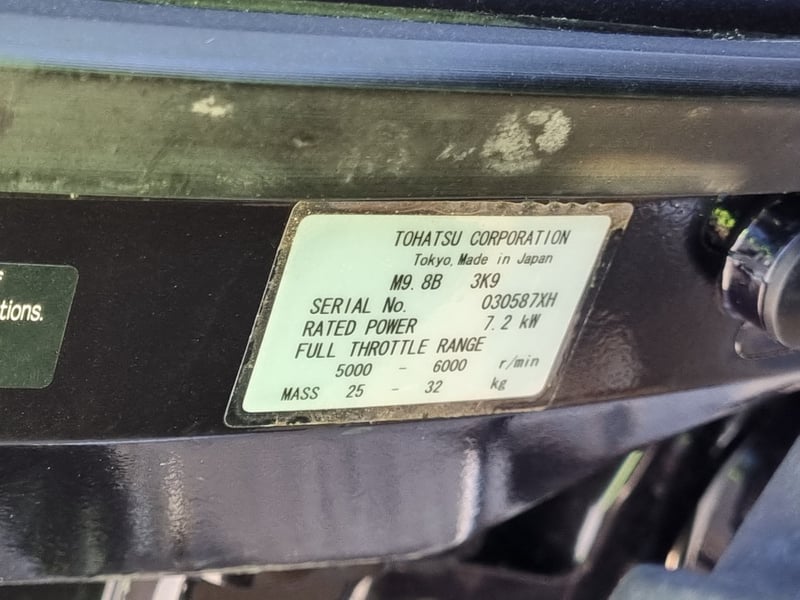 TOHATSU CORPORATION
Tokyo, Made in Japan
M9. 8B 3K9
SERIAL No. 030587XH
RATED POWER 7.2 kW
FULL THROTTLE RANGE
5000 - 6000 r/min
MASS 25 - 32 kg
tions.